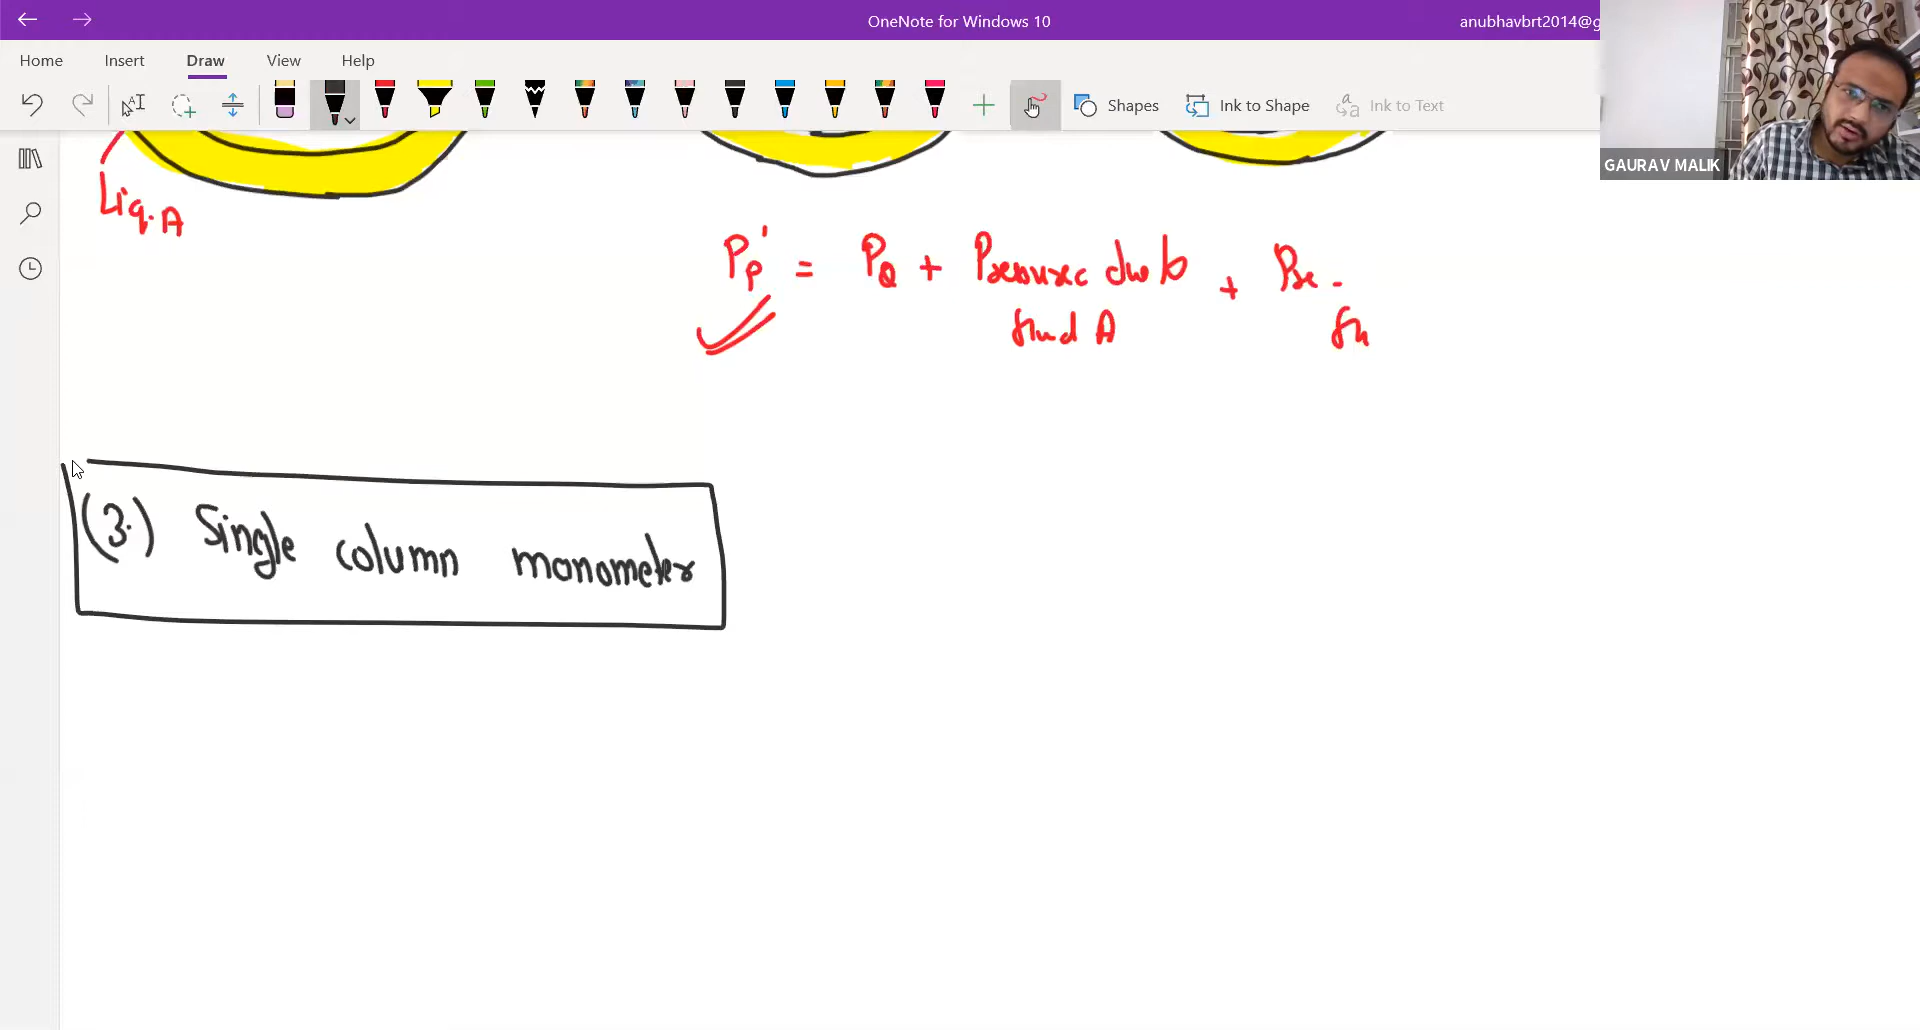 OneNote for Windows 10
anubhavbrt2014@g
Home Insert Draw View Help
Shapes Ink to Shape Ink to Text
GAURAV MALIK
Liq. A
Pp' = PQ + Pressure due to + Pre -
fluid A
(3.) Single column manometer